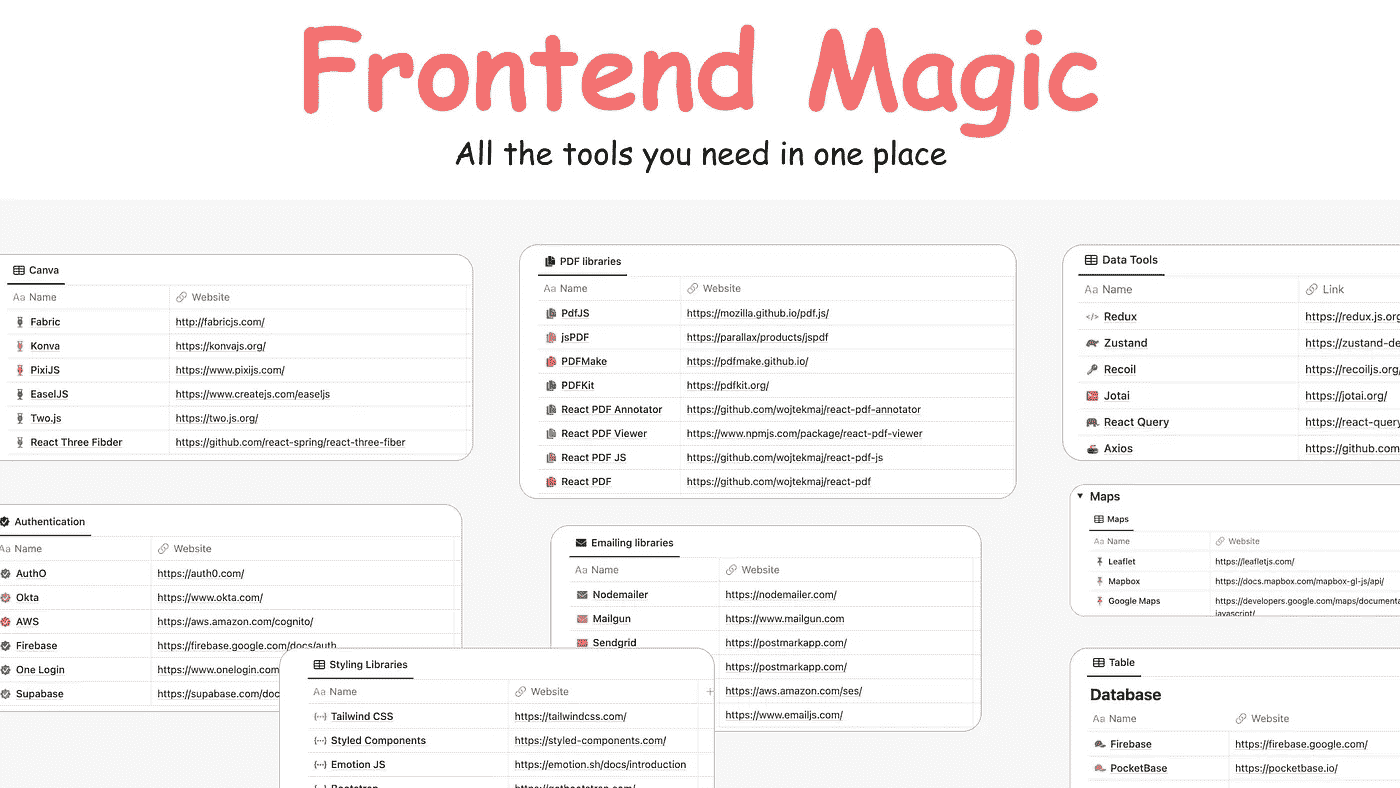 Frontend Magic
All the tools you need in one place
Canva
Aa Name Website
Fabric http://fabricjs.com/
Konva https://konvajs.org/
PixiJS https://www.pixijs.com/
EaselJS https://www.createjs.com/easeljs
Two.js https://two.js.org/
React Three Fibder https://github.com/react-spring/react-three-fiber
PDF libraries
Aa Name Website
PdfJS https://mozilla.github.io/pdf.js/
jsPDF https://parallax/products/jspdf
PDFMake https://pdfmake.github.io/
PDFKit https://pdfkit.org/
React PDF Annotator https://github.com/wojtekmaj/react-pdf-annotator
React PDF Viewer https://www.npmjs.com/package/react-pdf-viewer
React PDF JS https://github.com/wojtekmaj/react-pdf-js
React PDF https://github.com/wojtekmaj/react-pdf
Data Tools
Aa Name Link
Redux https://redux.js.org
Zustand https://zustand-de
Recoil https://recoiljs.org/
Jotai https://jotai.org/
React Query https://react-query
Axios https://github.com
Maps
Maps
Aa Name Website
Leaflet https://leafletjs.com/
Mapbox https://docs.mapbox.com/mapbox-gl-js/api/
Google Maps https://developers.google.com/maps/documenta
javascript/
Authentication
Aa Name Website
AuthO https://auth0.com/
Okta https://www.okta.com/
AWS https://aws.amazon.com/cognito/
Firebase https://firebase.google.com/docs/auth
One Login https://www.onelogin.com
Supabase https://supabase.com/doc
Emailing libraries
Aa Name Website
Nodemailer https://nodemailer.com/
Mailgun https://www.mailgun.com
Sendgrid https://postmarkapp.com/
https://postmarkapp.com/
https://aws.amazon.com/ses/
https://www.emailjs.com/
Styling Libraries
Aa Name Website +
Tailwind CSS https://tailwindcss.com/
Styled Components https://styled-components.com/
Emotion JS https://emotion.sh/docs/introduction
Bootstrap https://getbootstrap.com/
Table
Database
Aa Name Website
Firebase https://firebase.google.com/
PocketBase https://pocketbase.io/